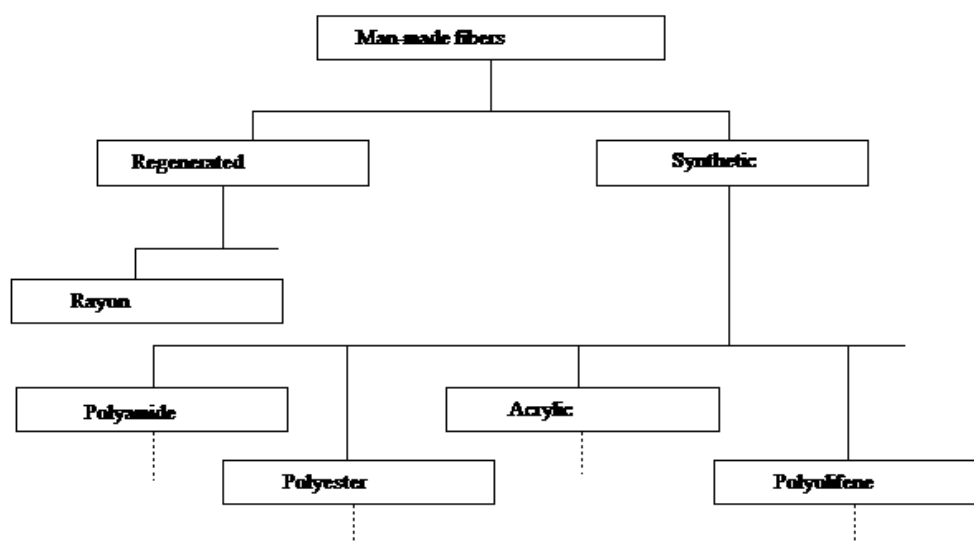 Man-made fibers
Regenerated
Synthetic
Rayon
Polyamide
Acrylic
Polyester
Polyolifene